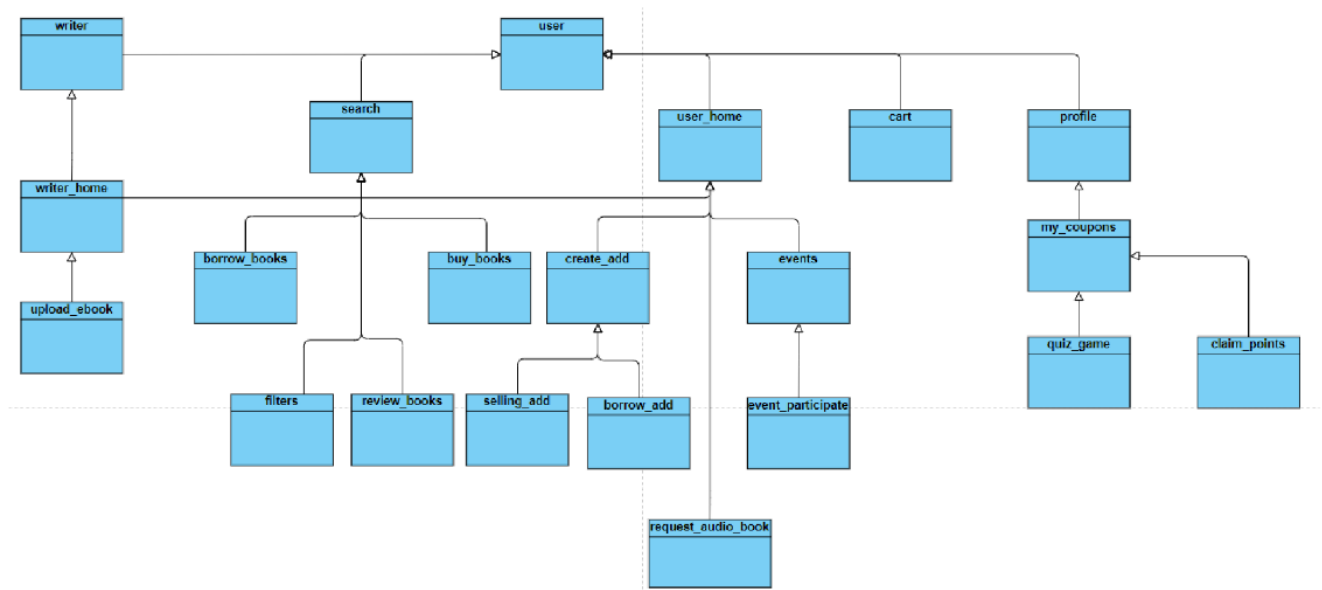 writer
user
search
user_home
cart
profile
writer_home
my_coupons
borrow_books
buy_books
create_add
events
upload_ebook
quiz_game
claim_points
filters
review_books
selling_add
borrow_add
event_participate
request_audio_book